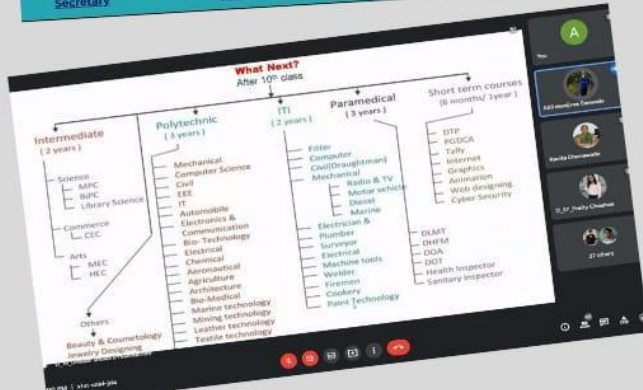 Secretary
What Next?
After 10th class
Intermediate
( 2 years )
Science
MPC
BiPC
Library Science
Commerce
CEC
Arts
MEC
HEC
Others
Beauty & Cosmetology
Jewelry Designing
Polytechnic
( 3 years )
Mechanical
Computer Science
Civil
EEE
IT
Automobile
Electronics &
Communication
Bio- Technology
Electrical
Chemical
Aeronautical
Agriculture
Architecture
Bio-Medical
Marine technology
Mining technology
Leather technology
Textile technology
ITI
( 2 years )
Fitter
Computer
Civil(Draughtman)
Mechanical
Radio & TV
Motor vehicle
Diesel
Marine
Electrician &
Plumber
Surveyor
Electrical
Machine tools
Welder
Firemen
Cookery
Paint Technology
Paramedical
( 3 years )
DLMT
DHFM
DOA
DOT
Health Inspector
Sanitary Inspector
Short term courses
(6 months/ 1year )
DTP
PGDCA
Tally
Internet
Graphics
Animation
Web designing
Cyber Security
A
You
37 others